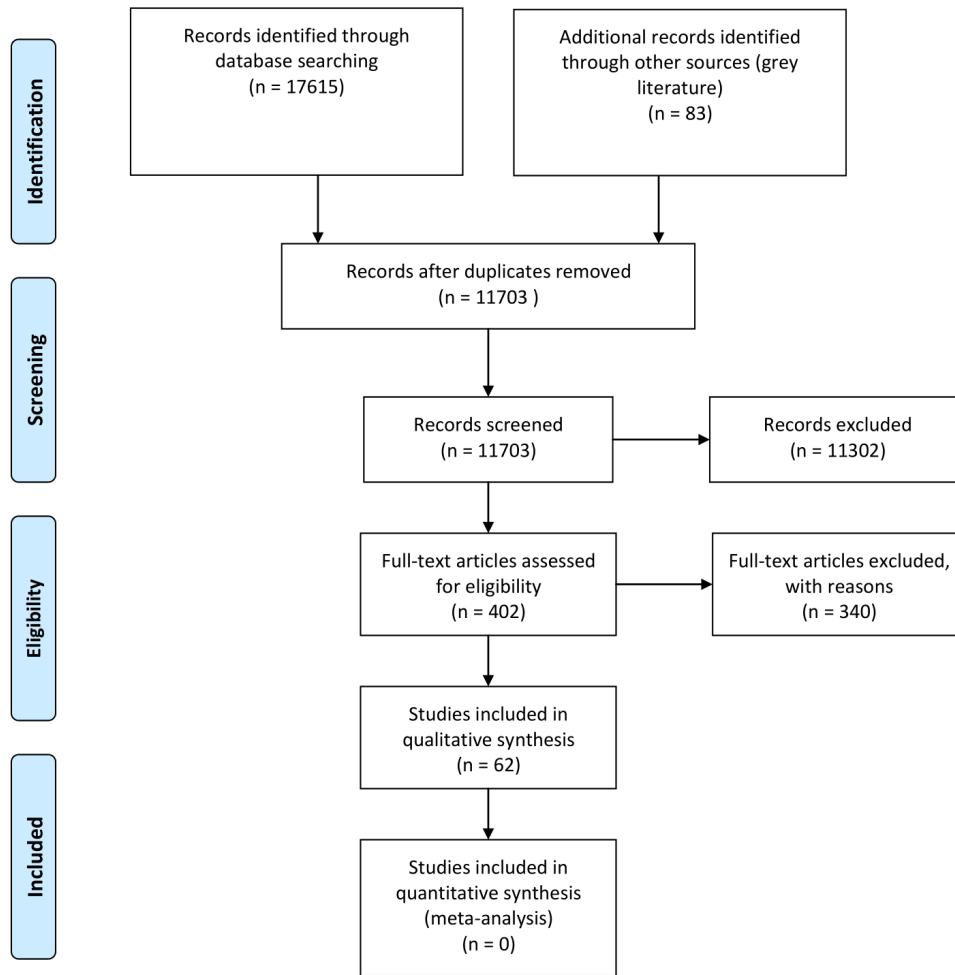 Identification
Records identified through
database searching
(n = 17615)
Additional records identified
through other sources (grey
literature)
(n = 83)
Records after duplicates removed
(n = 11703 )
Screening
Records screened
(n = 11703)
Records excluded
(n = 11302)
Eligibility
Full-text articles assessed
for eligibility
(n = 402)
Full-text articles excluded,
with reasons
(n = 340)
Studies included in
qualitative synthesis
(n = 62)
Included
Studies included in
quantitative synthesis
(meta-analysis)
(n = 0)